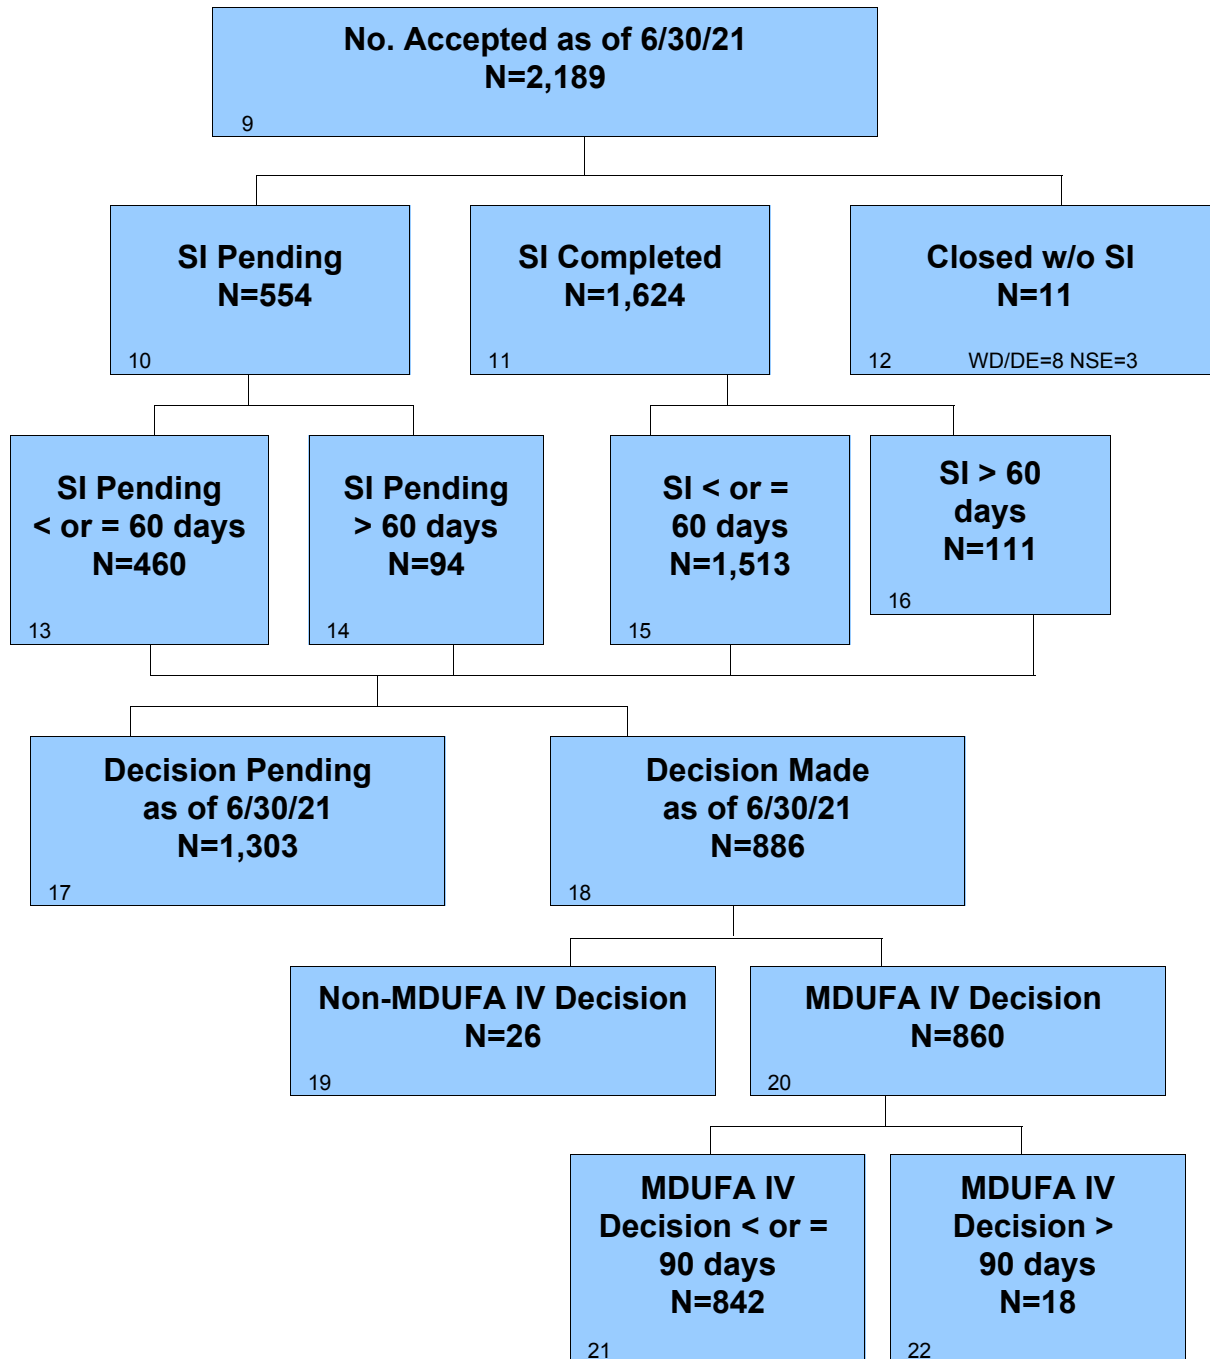 No. Accepted as of 6/30/21
N=2,189
9
SI Pending
N=554
10
SI Completed
N=1,624
11
Closed w/o SI
N=11
12 WD/DE=8 NSE=3
SI Pending
< or = 60 days
N=460
13
SI Pending
> 60 days
N=94
14
SI < or =
60 days
N=1,513
15
SI > 60
days
N=111
16
Decision Pending
as of 6/30/21
N=1,303
17
Decision Made
as of 6/30/21
N=886
18
Non-MDUFA IV Decision
N=26
19
MDUFA IV Decision
N=860
20
MDUFA IV
Decision < or =
90 days
N=842
21
MDUFA IV
Decision >
90 days
N=18
22